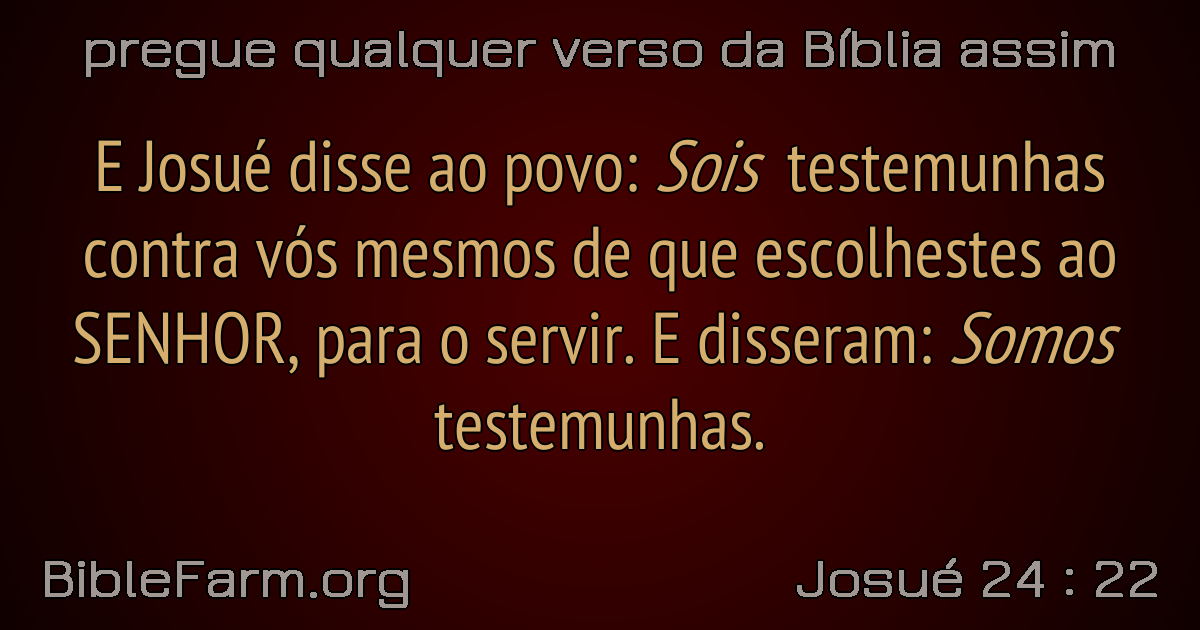 pregue qualquer verso da Bíblia assim
E Josué disse ao povo: Sois testemunhas
contra vós mesmos de que escolhestes ao
SENHOR, para o servir. E disseram: Somos
testemunhas.
BibleFarm.org
Josué 24 : 22